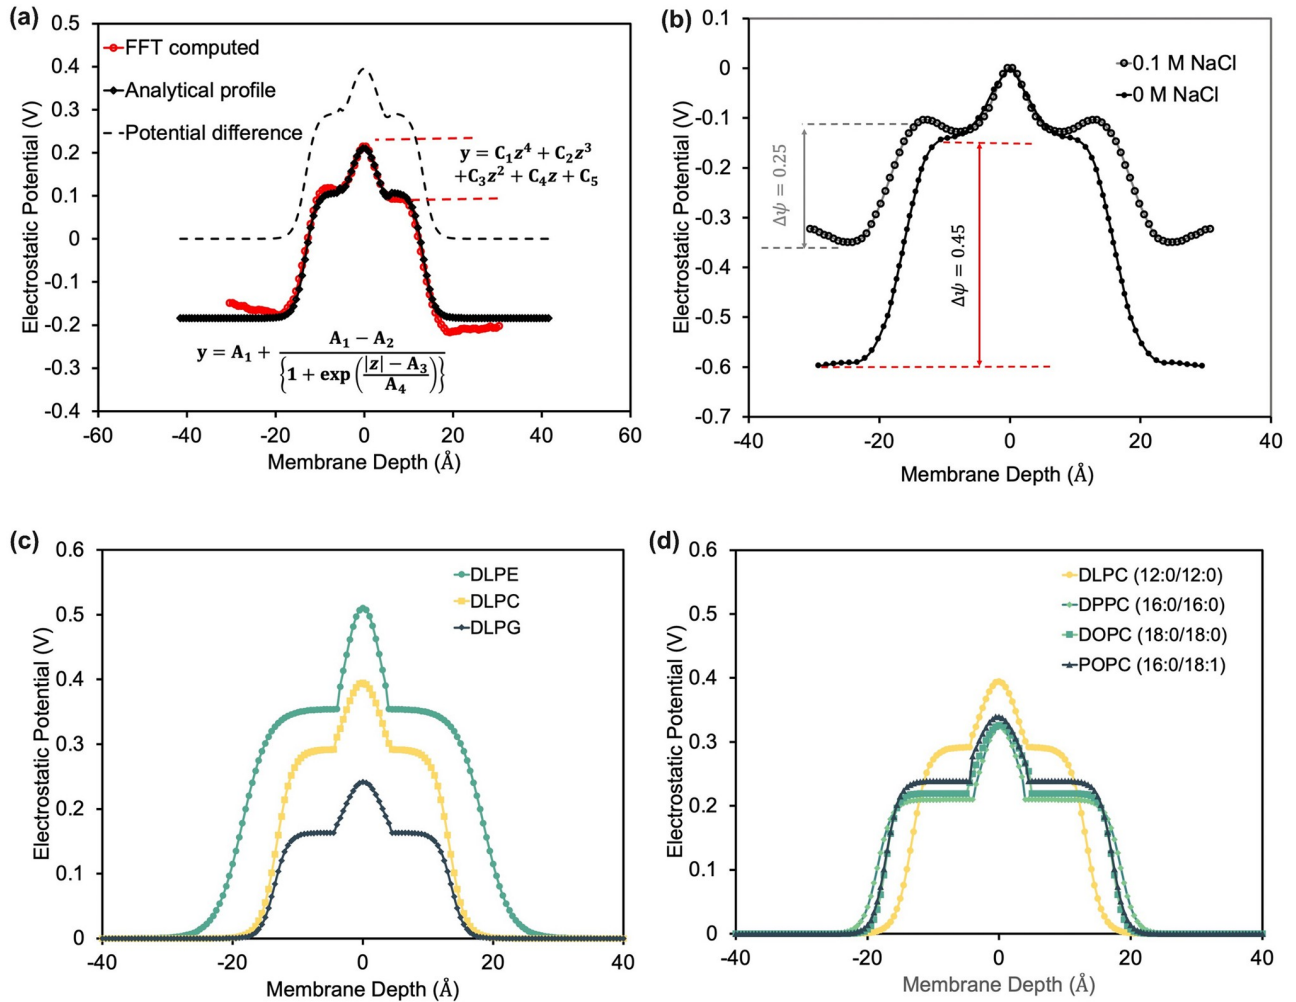 (a)
0.5
0.4
0.3
0.2
0.1
0
-0.1
-0.2
-0.3
-0.4
-60
-40
-20
0
20
40
60
Electrostatic Potential (V)
Membrane Depth (Å)
FFT computed
Analytical profile
Potential difference
y = C₁z⁴ + C₂z³
+C₃z² + C₄z + C₅
y = A₁ + (A₁ − A₂) / {1 + exp((|z| − A₃) / A₄)}
(b)
0.1
0
-0.1
-0.2
-0.3
-0.4
-0.5
-0.6
-0.7
-40
-20
0
20
40
Electrostatic Potential (V)
Membrane Depth (Å)
0.1 M NaCl
0 M NaCl
Δψ = 0.25
Δψ = 0.45
(c)
0.6
0.5
0.4
0.3
0.2
0.1
0
-40
-20
0
20
40
Electrostatic Potential (V)
Membrane Depth (Å)
DLPE
DLPC
DLPG
(d)
0.6
0.5
0.4
0.3
0.2
0.1
0
-40
-20
0
20
40
Electrostatic Potential (V)
Membrane Depth (Å)
DLPC (12:0/12:0)
DPPC (16:0/16:0)
DOPC (18:0/18:0)
POPC (16:0/18:1)